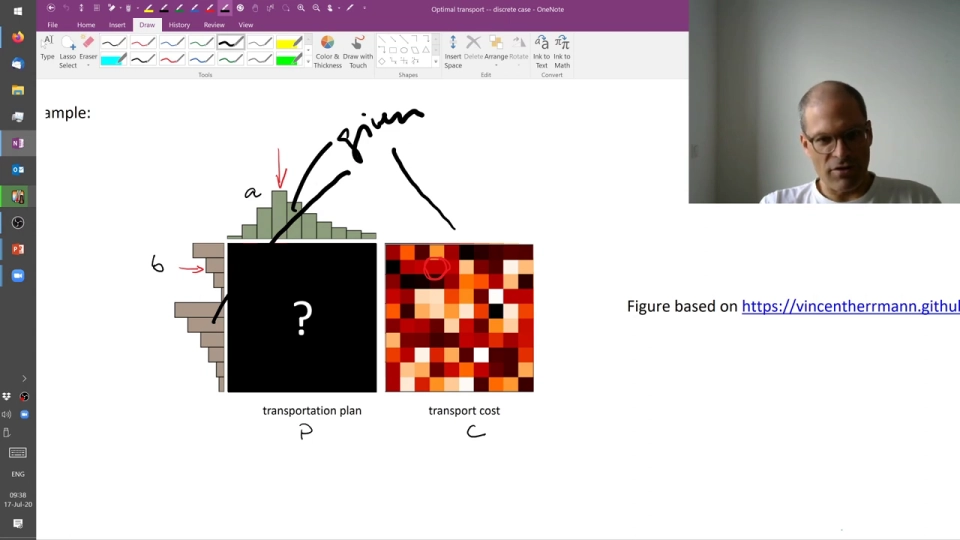 Optimal transport -- discrete case - OneNote
File Home Insert Draw History Review View
Type Lasso Select Eraser Color & Thickness Draw with Touch Insert Space Delete Arrange Rotate Ink to Text Ink to Math
Tools Shapes Edit Convert
ample:
given
a
b
?
Figure based on https://vincentherrmann.githu
transportation plan transport cost
P C
ENG
09:38
17-Jul-20